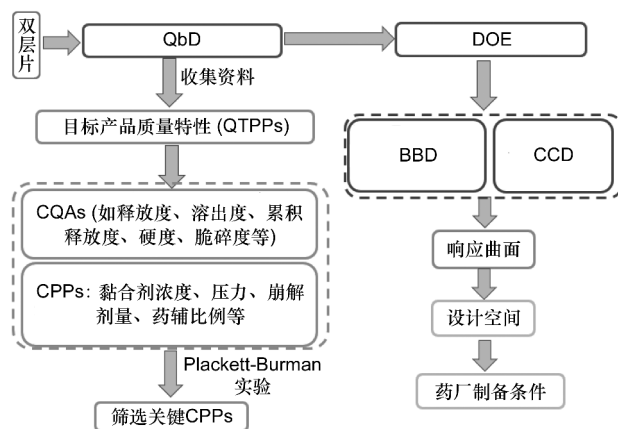 双层片
QbD
DOE
收集资料
目标产品质量特性 (QTPPs)
CQAs (如释放度、溶出度、累积
释放度、硬度、脆碎度等)
CPPs：黏合剂浓度、压力、崩解
剂量、药辅比例等
Plackett-Burman
实验
筛选关键CPPs
BBD
CCD
响应曲面
设计空间
药厂制备条件